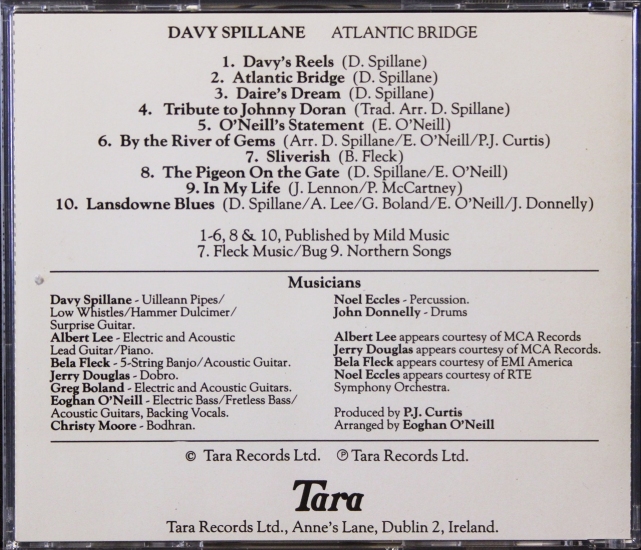 DAVY SPILLANE ATLANTIC BRIDGE
1. Davy's Reels (D. Spillane)
2. Atlantic Bridge (D. Spillane)
3. Daire's Dream (D. Spillane)
4. Tribute to Johnny Doran (Trad. Arr. D. Spillane)
5. O'Neill's Statement (E. O'Neill)
6. By the River of Gems (Arr. D. Spillane/E. O'Neill/P.J. Curtis)
7. Sliverish (B. Fleck)
8. The Pigeon On the Gate (D. Spillane/E. O'Neill)
9. In My Life (J. Lennon/P. McCartney)
10. Lansdowne Blues (D. Spillane/A. Lee/G. Boland/E. O'Neill/J. Donnelly)
1-6, 8 & 10, Published by Mild Music
7. Fleck Music/Bug 9. Northern Songs
Musicians
Davy Spillane - Uilleann Pipes/
Low Whistles/Hammer Dulcimer/
Surprise Guitar.
Albert Lee - Electric and Acoustic
Lead Guitar/Piano.
Bela Fleck - 5-String Banjo/Acoustic Guitar.
Jerry Douglas - Dobro.
Greg Boland - Electric and Acoustic Guitars.
Eoghan O'Neill - Electric Bass/Fretless Bass/
Acoustic Guitars, Backing Vocals.
Christy Moore - Bodhran.
Noel Eccles - Percussion.
John Donnelly - Drums
Albert Lee appears courtesy of MCA Records
Jerry Douglas appears courtesy of MCA Records.
Bela Fleck appears courtesy of EMI America
Noel Eccles appears courtesy of RTE
Symphony Orchestra.
Produced by P.J. Curtis
Arranged by Eoghan O'Neill
© Tara Records Ltd. ℗ Tara Records Ltd.
Tara
Tara Records Ltd., Anne's Lane, Dublin 2, Ireland.